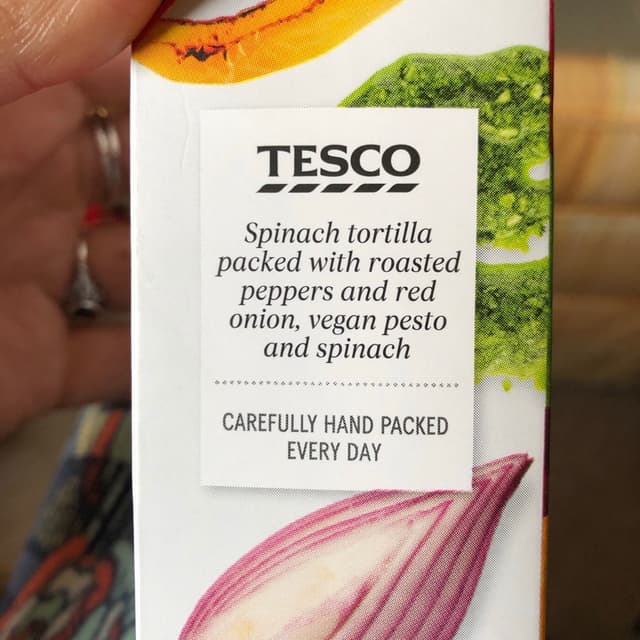 TESCO
Spinach tortilla
packed with roasted
peppers and red
onion, vegan pesto
and spinach
CAREFULLY HAND PACKED
EVERY DAY